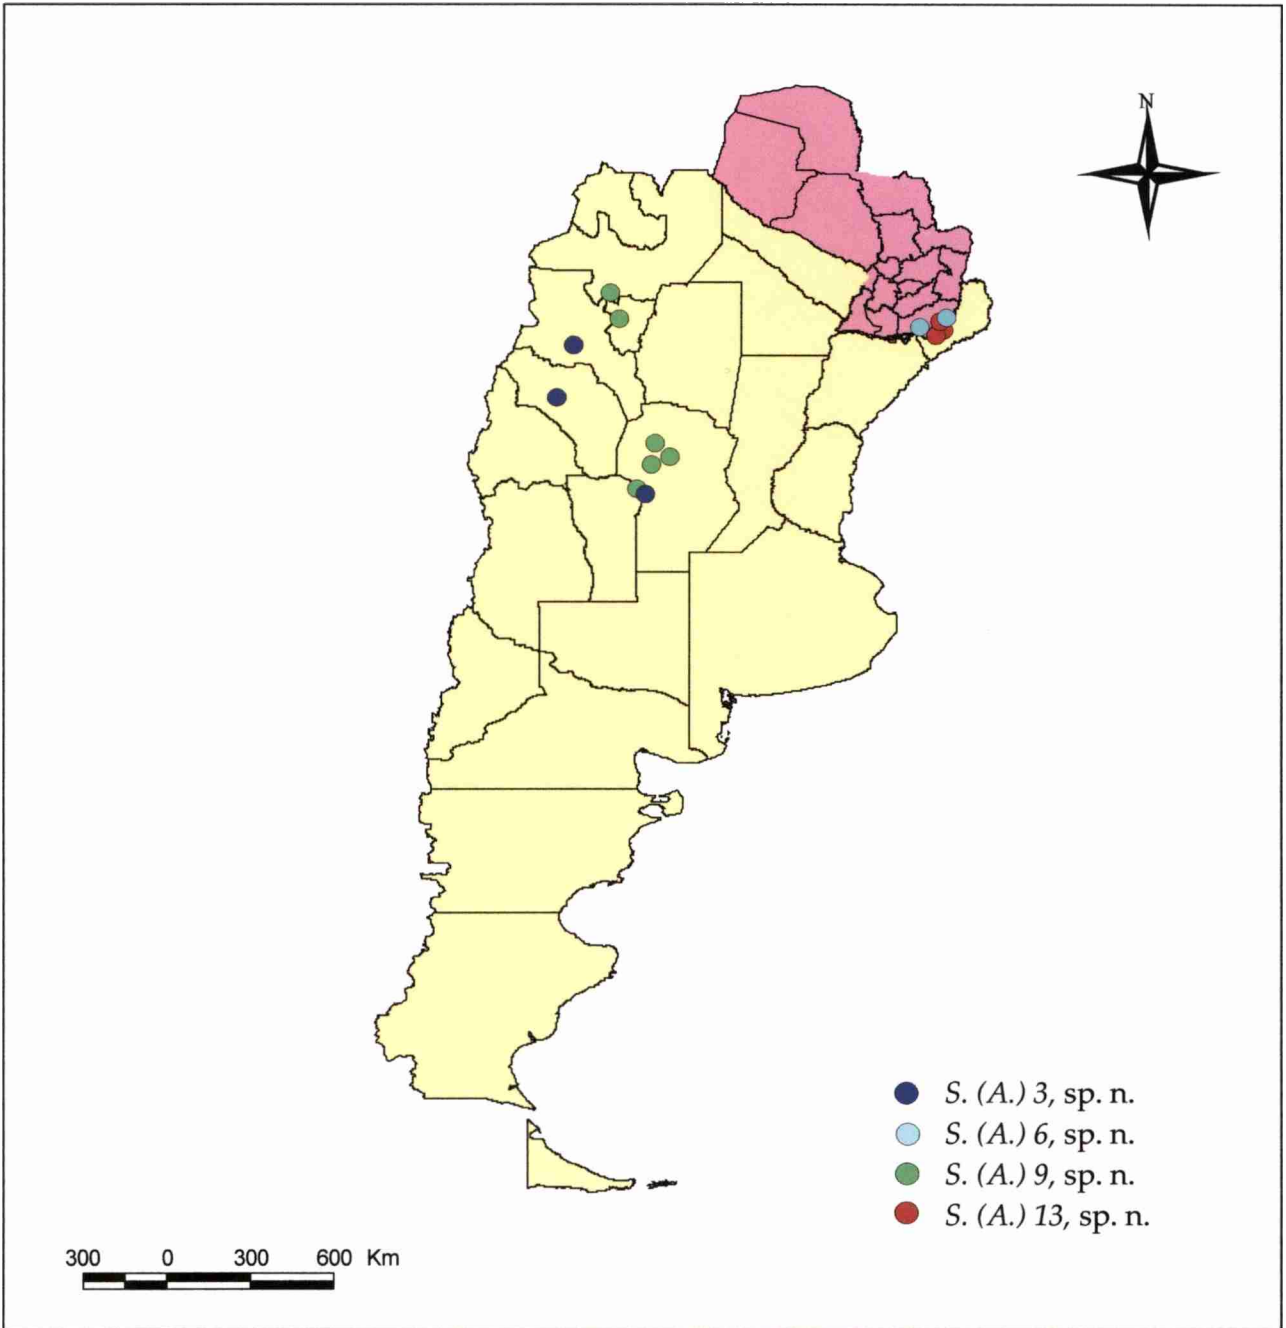 N
S. (A.) 3, sp. n.
S. (A.) 6, sp. n.
S. (A.) 9, sp. n.
S. (A.) 13, sp. n.
300 0 300 600 Km